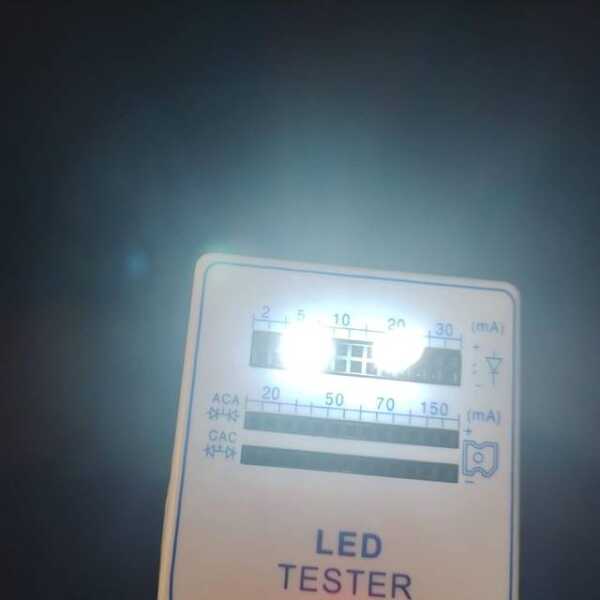 2 5 10 20 30 (mA)
+
-
ACA 20 50 70 150 (mA)
+
CAC
-
LED
TESTER